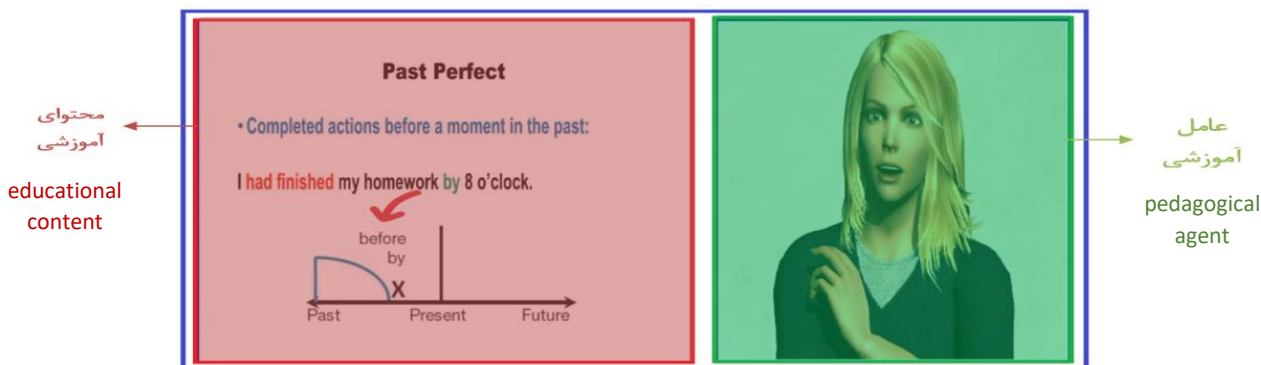 محتوای
آموزشی
educational
content
Past Perfect
• Completed actions before a moment in the past:
I had finished my homework by 8 o'clock.
before
by
X
Past Present Future
عامل
آموزشی
pedagogical
agent